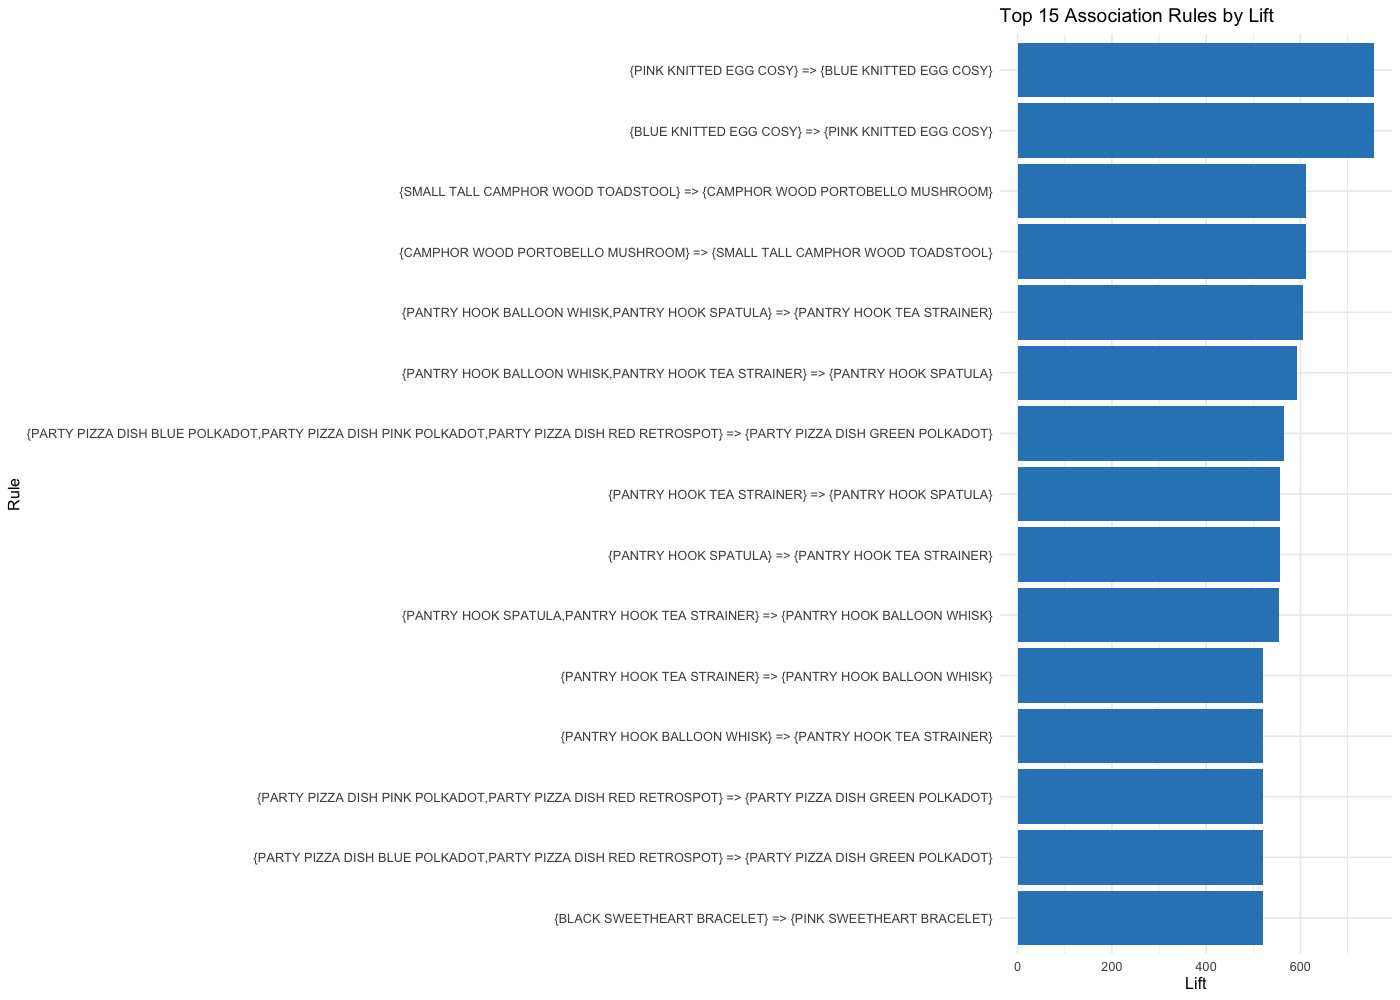 Top 15 Association Rules by Lift
{PINK KNITTED EGG COSY} => {BLUE KNITTED EGG COSY}
{BLUE KNITTED EGG COSY} => {PINK KNITTED EGG COSY}
{SMALL TALL CAMPHOR WOOD TOADSTOOL} => {CAMPHOR WOOD PORTOBELLO MUSHROOM}
{CAMPHOR WOOD PORTOBELLO MUSHROOM} => {SMALL TALL CAMPHOR WOOD TOADSTOOL}
{PANTRY HOOK BALLOON WHISK,PANTRY HOOK SPATULA} => {PANTRY HOOK TEA STRAINER}
{PANTRY HOOK BALLOON WHISK,PANTRY HOOK TEA STRAINER} => {PANTRY HOOK SPATULA}
{PARTY PIZZA DISH BLUE POLKADOT,PARTY PIZZA DISH PINK POLKADOT,PARTY PIZZA DISH RED RETROSPOT} => {PARTY PIZZA DISH GREEN POLKADOT}
{PANTRY HOOK TEA STRAINER} => {PANTRY HOOK SPATULA}
{PANTRY HOOK SPATULA} => {PANTRY HOOK TEA STRAINER}
{PANTRY HOOK SPATULA,PANTRY HOOK TEA STRAINER} => {PANTRY HOOK BALLOON WHISK}
{PANTRY HOOK TEA STRAINER} => {PANTRY HOOK BALLOON WHISK}
{PANTRY HOOK BALLOON WHISK} => {PANTRY HOOK TEA STRAINER}
{PARTY PIZZA DISH PINK POLKADOT,PARTY PIZZA DISH RED RETROSPOT} => {PARTY PIZZA DISH GREEN POLKADOT}
{PARTY PIZZA DISH BLUE POLKADOT,PARTY PIZZA DISH RED RETROSPOT} => {PARTY PIZZA DISH GREEN POLKADOT}
{BLACK SWEETHEART BRACELET} => {PINK SWEETHEART BRACELET}
Rule
0 200 400 600
Lift